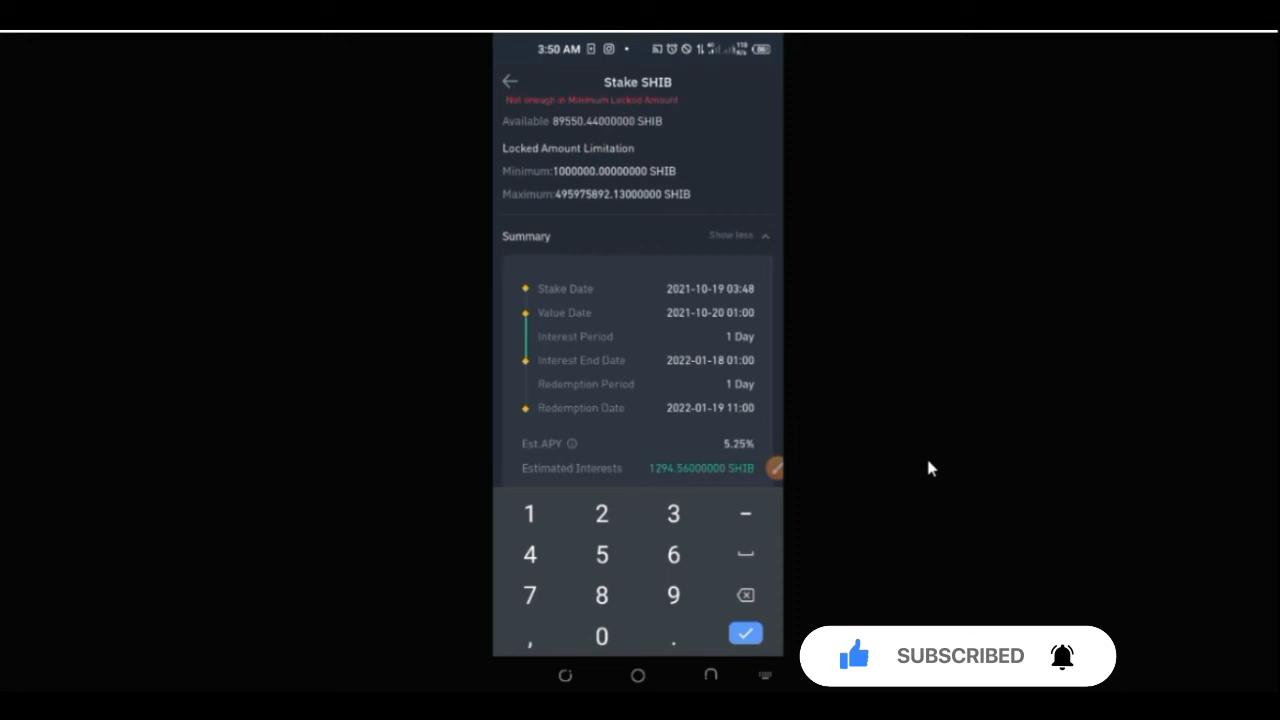 3:50 AM
Stake SHIB
Not enough in Minimum Locked Amount
Available 89550.44000000 SHIB
Locked Amount Limitation
Minimum:1000000.00000000 SHIB
Maximum:495975892.13000000 SHIB
Summary Show less
Stake Date 2021-10-19 03:48
Value Date 2021-10-20 01:00
Interest Period 1 Day
Interest End Date 2022-01-18 01:00
Redemption Period 1 Day
Redemption Date 2022-01-19 11:00
Est.APY 5.25%
Estimated Interests 1294.56000000 SHIB
1 2 3 -
4 5 6
7 8 9
, 0 .
SUBSCRIBED